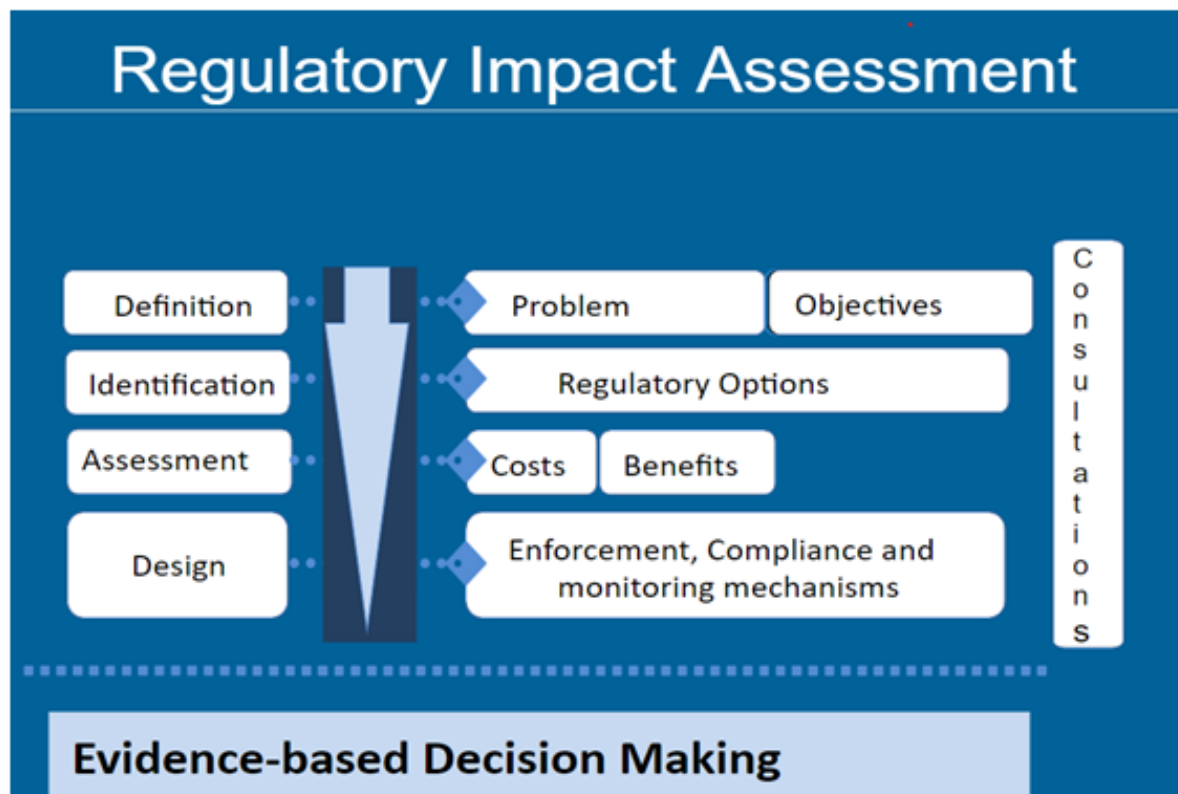 Regulatory Impact Assessment
Definition
Problem
Objectives
Identification
Regulatory Options
Assessment
Costs
Benefits
Design
Enforcement, Compliance and
monitoring mechanisms
Consultations
Evidence-based Decision Making